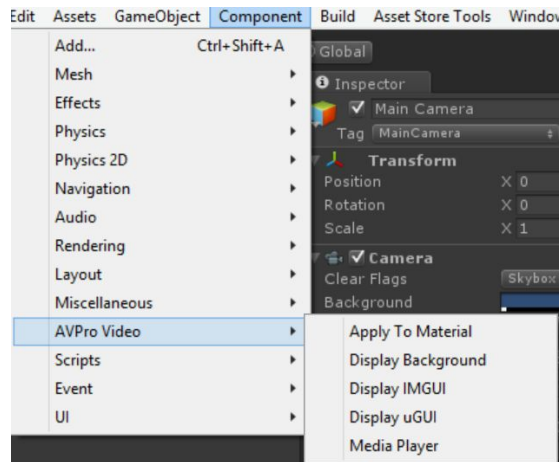 Edit Assets GameObject Component Build Asset Store Tools Window
Add... Ctrl+Shift+A
Mesh
Effects
Physics
Physics 2D
Navigation
Audio
Rendering
Layout
Miscellaneous
AVPro Video
Scripts
Event
UI
Apply To Material
Display Background
Display IMGUI
Display uGUI
Media Player
Global
Inspector
Main Camera
Tag MainCamera
Transform
Position X 0
Rotation X 0
Scale X 1
Camera
Clear Flags Skybox
Background